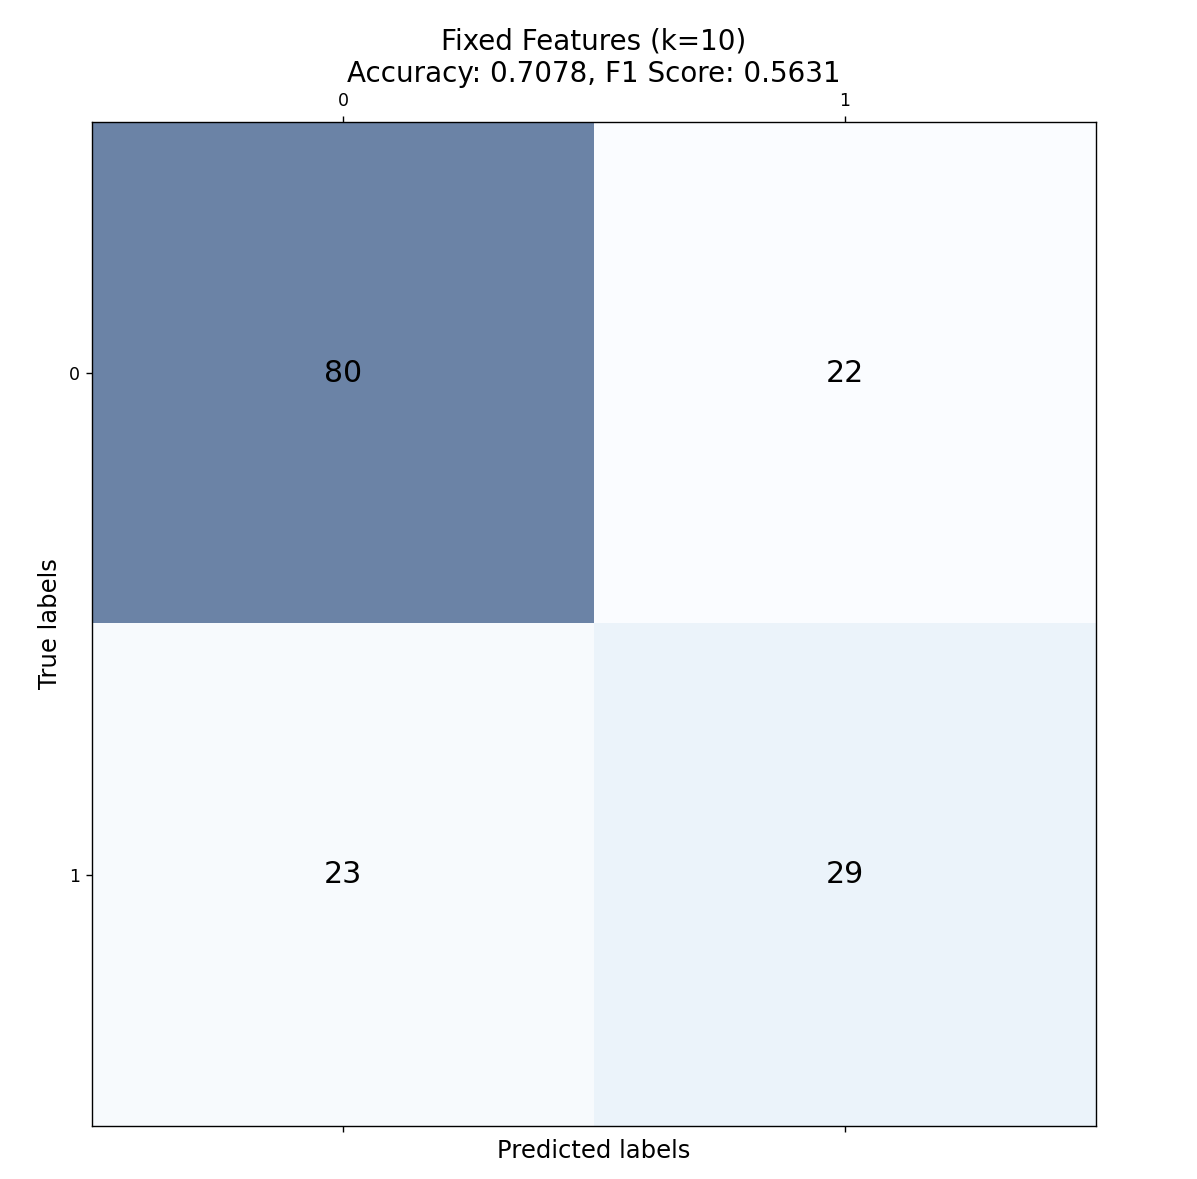 Fixed Features (k=10)
Accuracy: 0.7078, F1 Score: 0.5631
0 1
0 80 22
True labels
1 23 29
Predicted labels